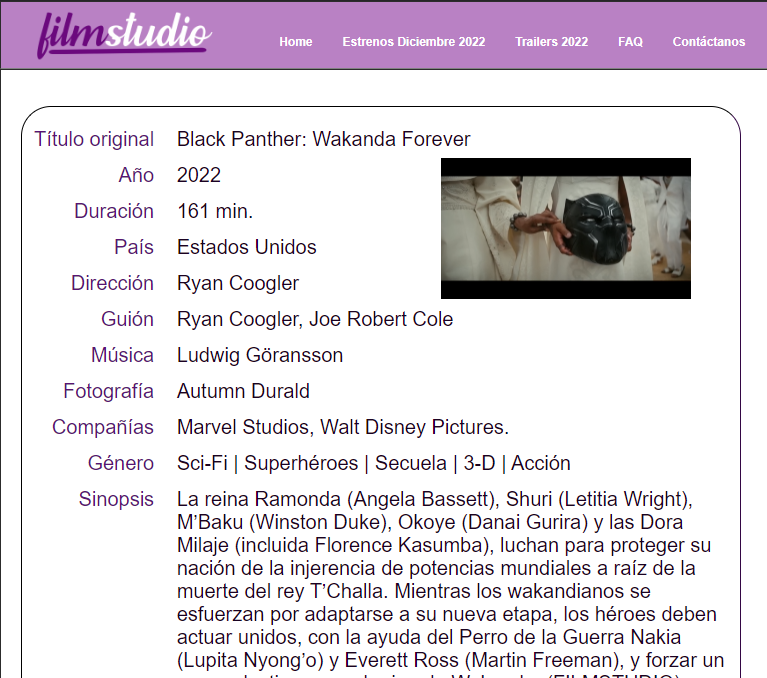 filmstudio
Home Estrenos Diciembre 2022 Trailers 2022 FAQ Contáctanos
Título original Black Panther: Wakanda Forever
Año 2022
Duración 161 min.
País Estados Unidos
Dirección Ryan Coogler
Guión Ryan Coogler, Joe Robert Cole
Música Ludwig Göransson
Fotografía Autumn Durald
Compañías Marvel Studios, Walt Disney Pictures.
Género Sci-Fi | Superhéroes | Secuela | 3-D | Acción
Sinopsis La reina Ramonda (Angela Bassett), Shuri (Letitia Wright),
M’Baku (Winston Duke), Okoye (Danai Gurira) y las Dora
Milaje (incluida Florence Kasumba), luchan para proteger su
nación de la injerencia de potencias mundiales a raíz de la
muerte del rey T’Challa. Mientras los wakandianos se
esfuerzan por adaptarse a su nueva etapa, los héroes deben
actuar unidos, con la ayuda del Perro de la Guerra Nakia
(Lupita Nyong’o) y Everett Ross (Martin Freeman), y forzar un